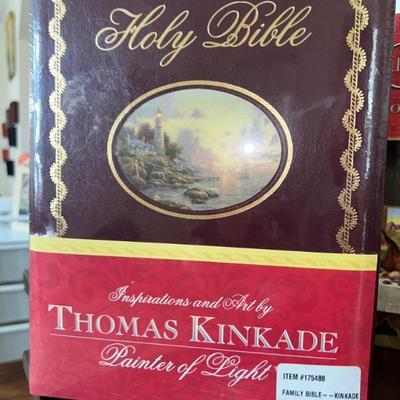 Holy Bible
Inspirations and Art by
THOMAS KINKADE
Painter of Light
ITEM #175488
FAMILY BIBLE--KINKADE